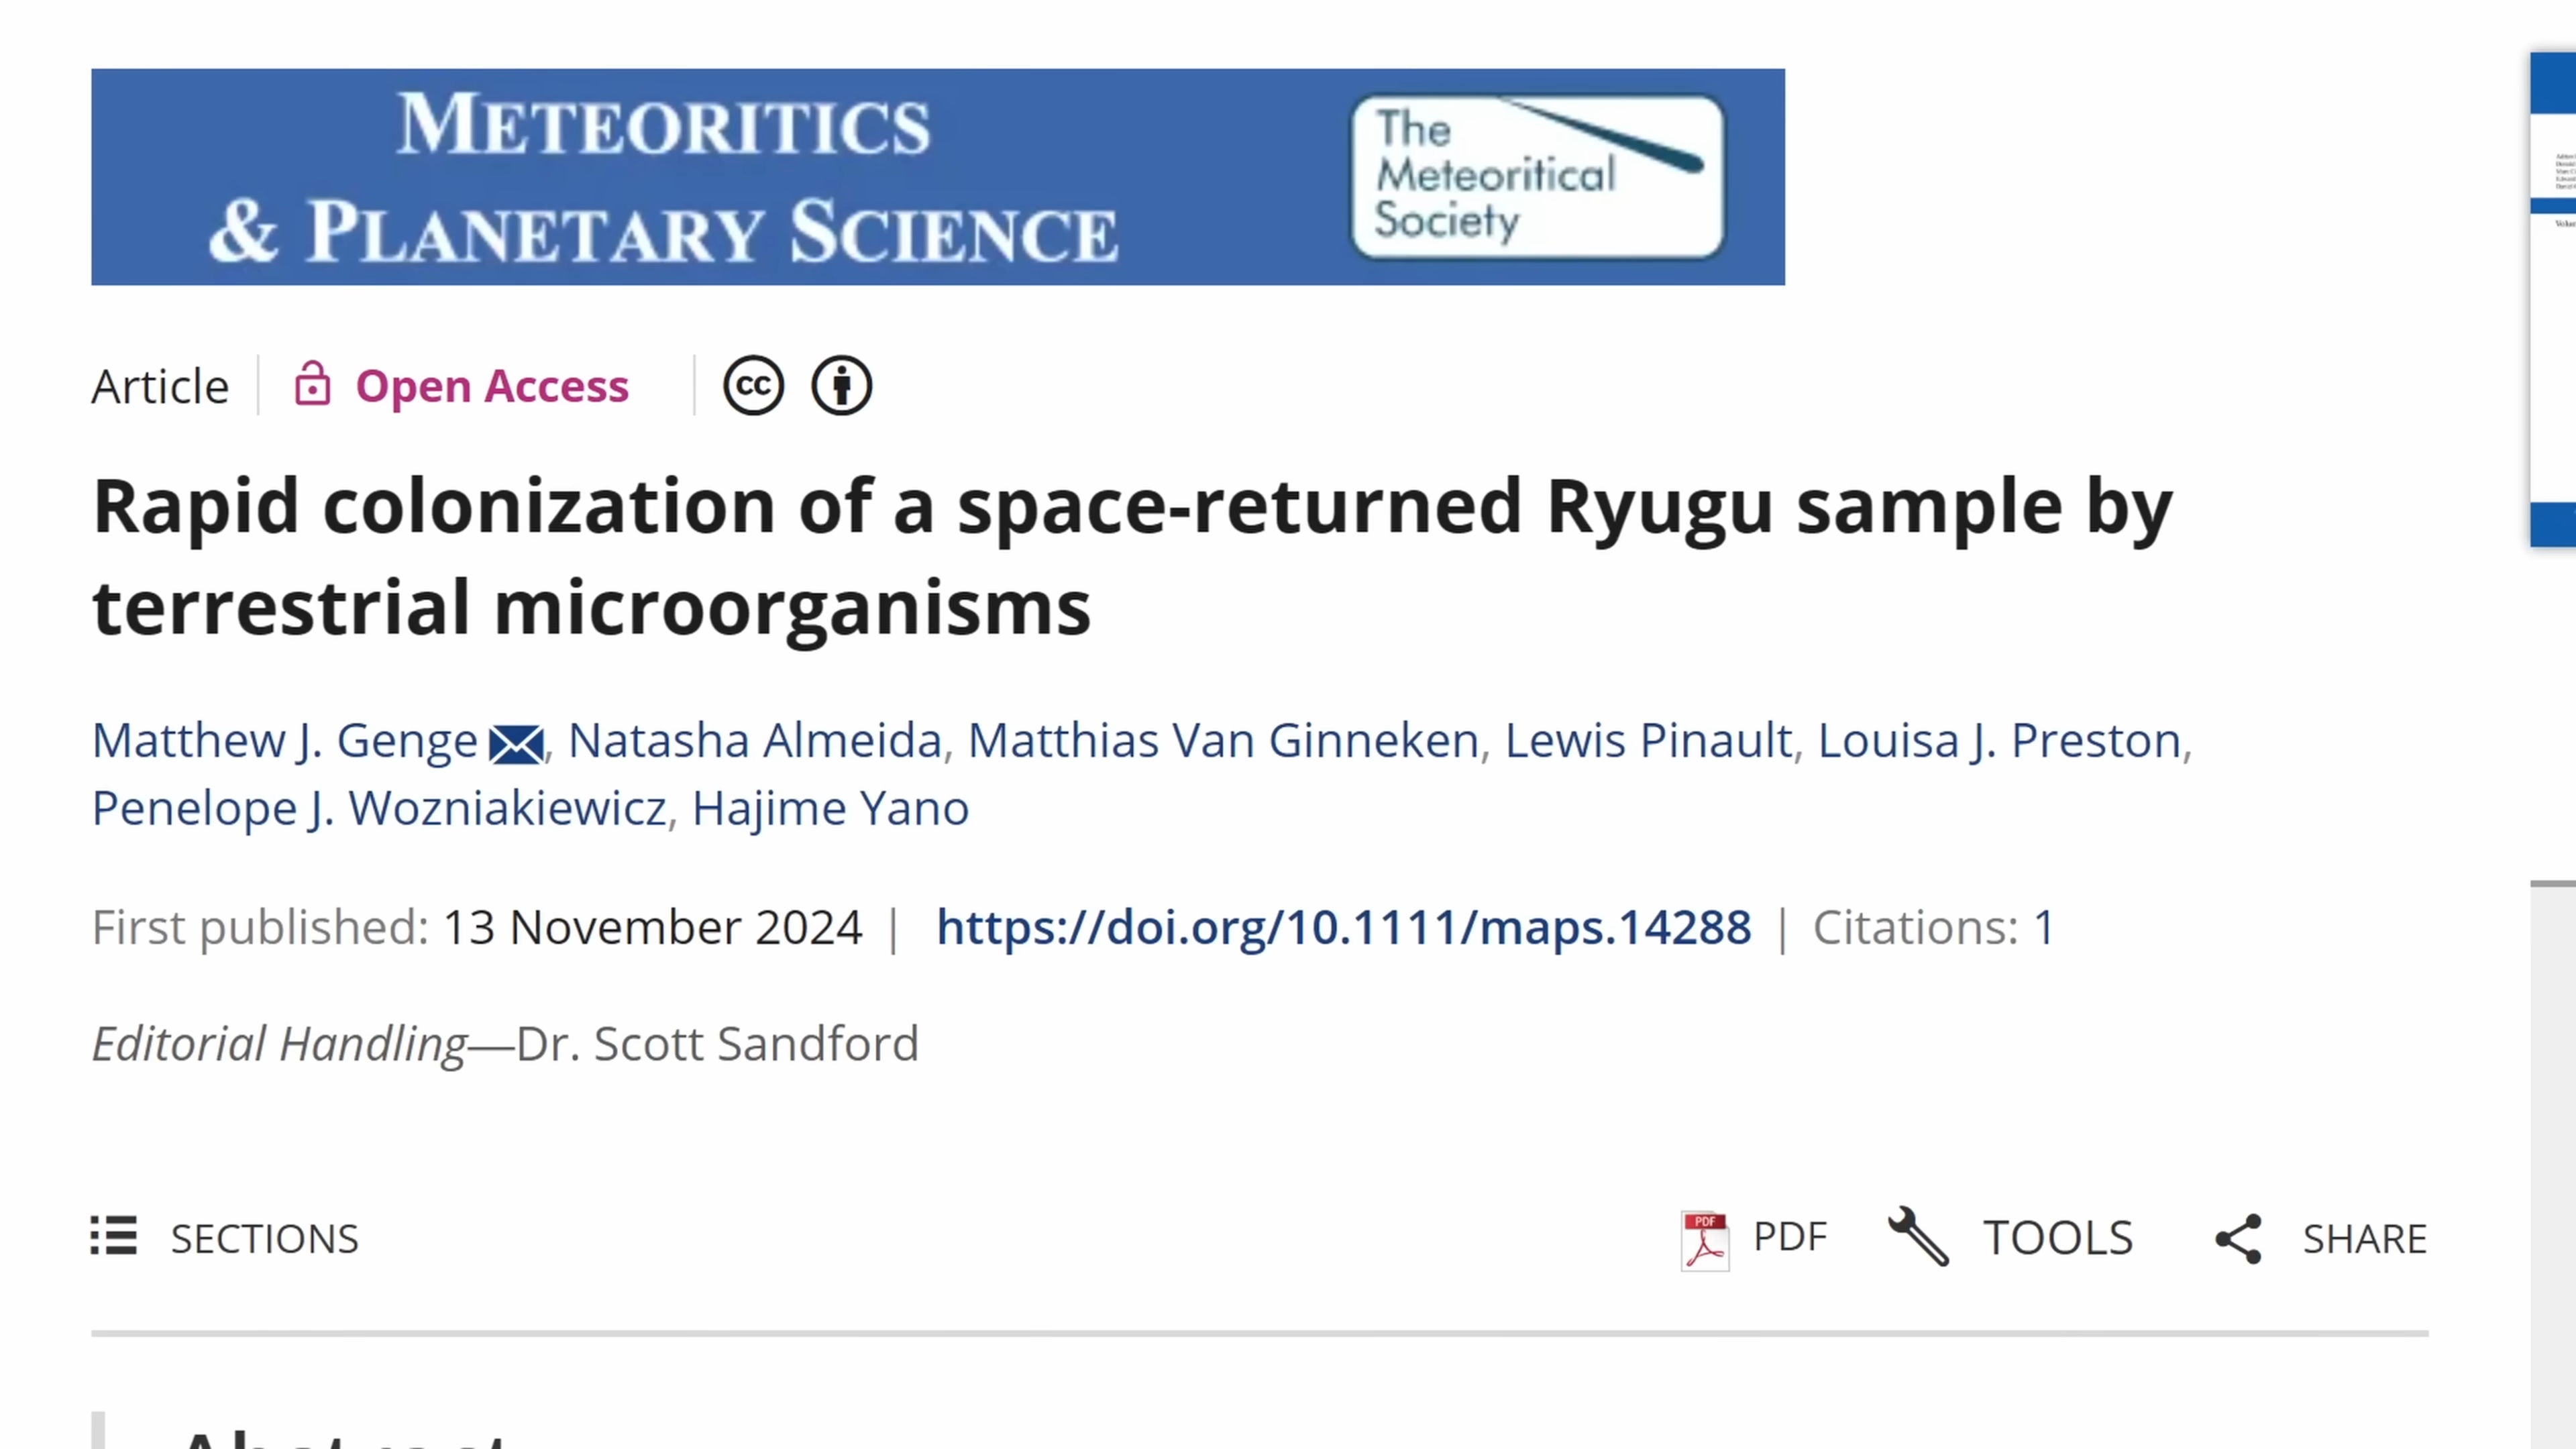 METEORITICS
& PLANETARY SCIENCE
The
Meteoritical
Society
Article
Open Access
cc
Rapid colonization of a space-returned Ryugu sample by
terrestrial microorganisms
Matthew J. Genge, Natasha Almeida, Matthias Van Ginneken, Lewis Pinault, Louisa J. Preston,
Penelope J. Wozniakiewicz, Hajime Yano
First published: 13 November 2024 | https://doi.org/10.1111/maps.14288 | Citations: 1
Editorial Handling—Dr. Scott Sandford
SECTIONS
PDF
PDF
TOOLS
SHARE
Abstract